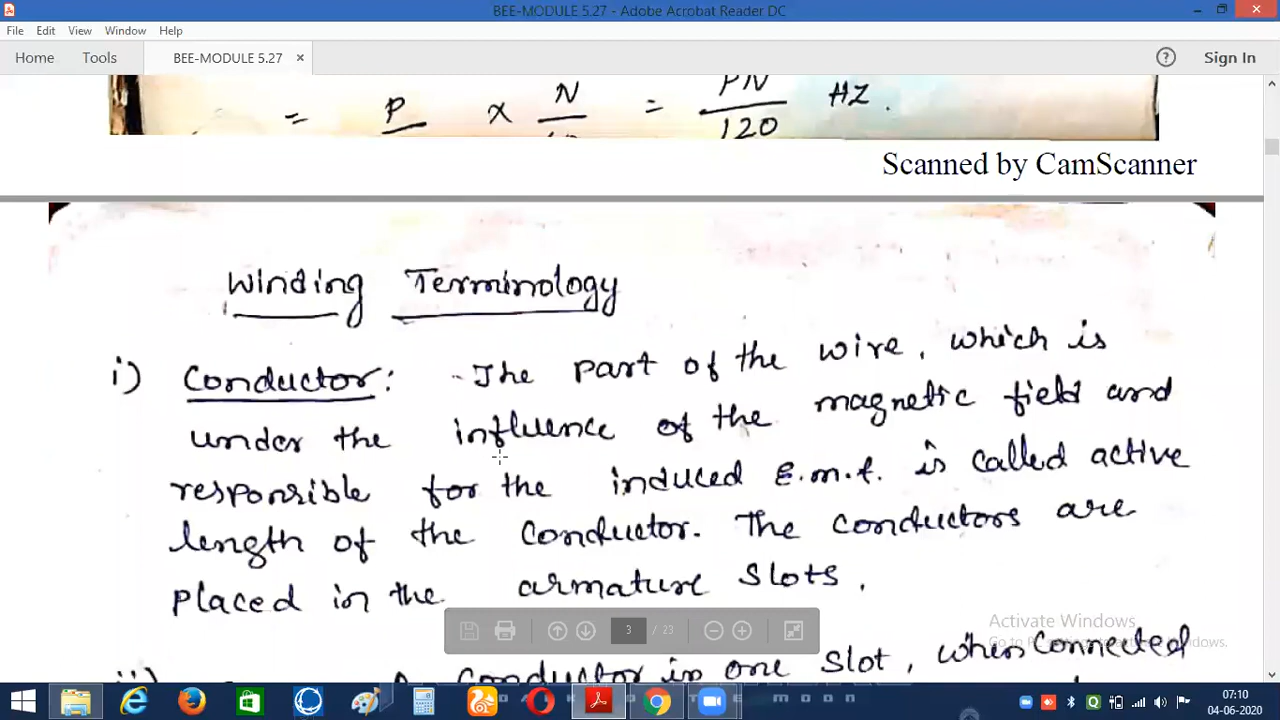 BEE-MODULE 5.27 - Adobe Acrobat Reader DC
File Edit View Window Help
Home Tools BEE-MODULE 5.27 × ? Sign In
= P × N = PN HZ.
120
Scanned by CamScanner
Winding Terminology
i) Conductor: - The part of the wire, which is
under the influence of the magnetic field and
responsible for the induced E.m.f. is called active
length of the Conductor. The conductors are
placed in the armature slots.
3 / 23
Activate Windows
Conductor in one slot, when Connected
07:10
04-06-2020